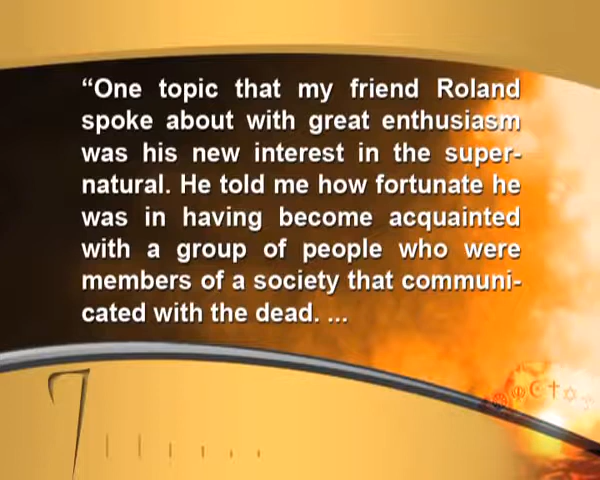 “One topic that my friend Roland
spoke about with great enthusiasm
was his new interest in the super-
natural. He told me how fortunate he
was in having become acquainted
with a group of people who were
members of a society that communi-
cated with the dead. ...